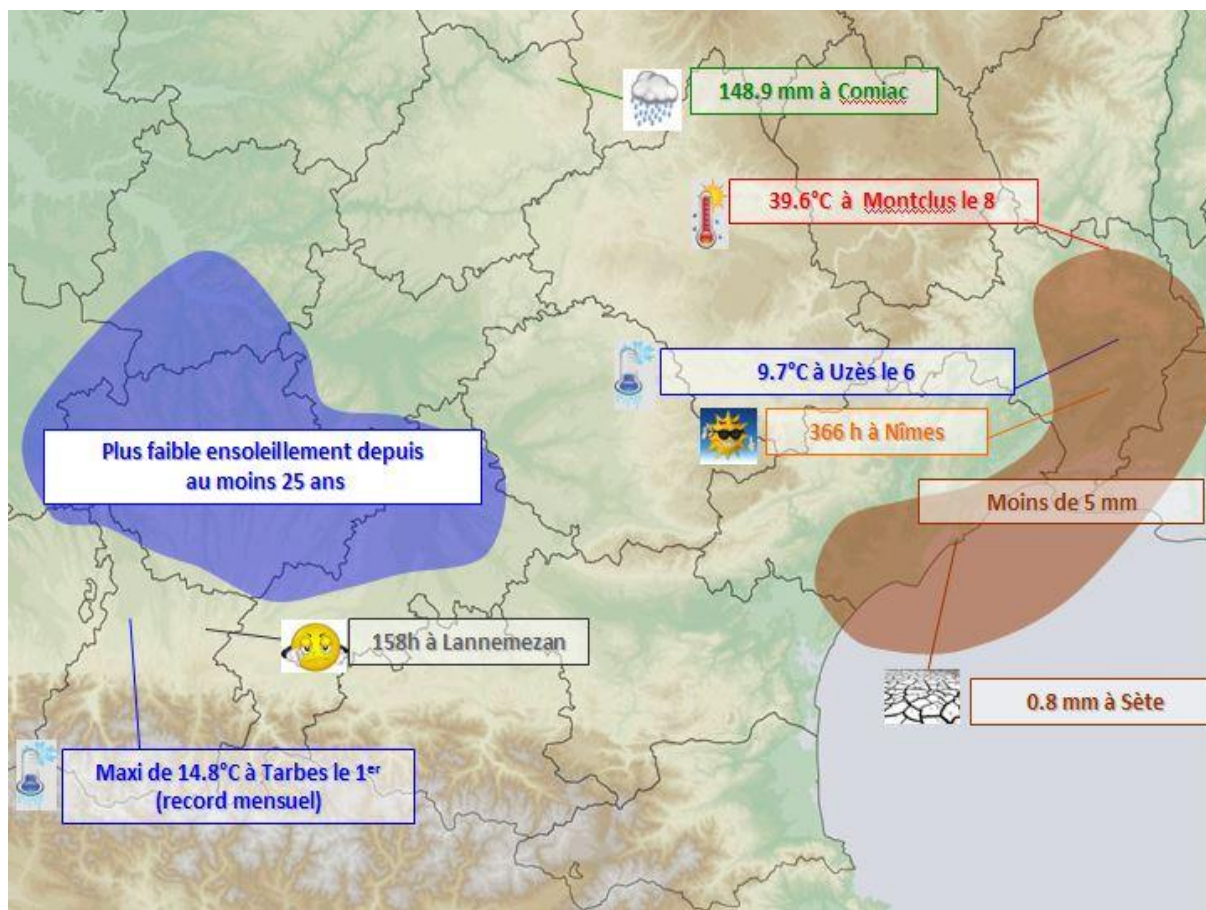 148.9 mm à Comiac
39.6°C à Montclus le 8
9.7°C à Uzès le 6
366 h à Nîmes
Plus faible ensoleillement depuis
au moins 25 ans
Moins de 5 mm
158h à Lannemezan
0.8 mm à Sète
Maxi de 14.8°C à Tarbes le 1er
(record mensuel)